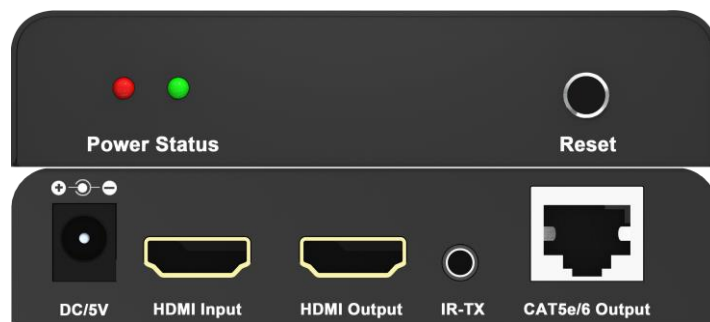 Power Status
Reset
DC/5V
HDMI Input
HDMI Output
IR-TX
CAT5e/6 Output